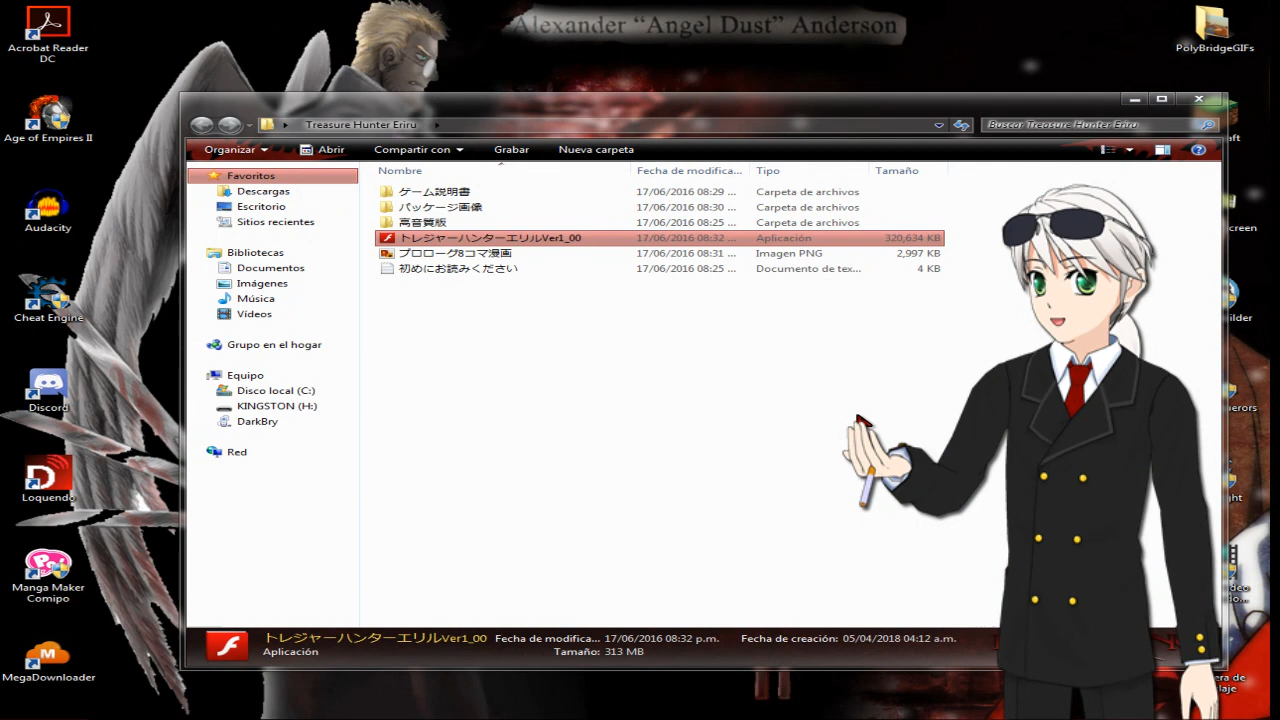 Alexander “Angel Dust” Anderson
Acrobat Reader
DC
PolyBridgeGIFs
Age of Empires II
Audacity
Cheat Engine
Discord
Loquendo
Manga Maker
Comipo
MegaDownloader
Treasure Hunter Eriru
Buscar Treasure Hunter Eriru
Organizar
Abrir
Compartir con
Grabar
Nueva carpeta
Nombre Fecha de modifica... Tipo Tamaño
ゲーム説明書 17/06/2016 08:29 ... Carpeta de archivos
パッケージ画像 17/06/2016 08:30 ... Carpeta de archivos
高音質版 17/06/2016 08:25 ... Carpeta de archivos
トレジャーハンターエリルVer1_00 17/06/2016 08:32 ... Aplicación 320,634 KB
プロローグ8コマ漫画 17/06/2016 08:31 ... Imagen PNG 2,997 KB
初めにお読みください 17/06/2016 08:25 ... Documento de tex... 4 KB
Favoritos
Descargas
Escritorio
Sitios recientes
Bibliotecas
Documentos
Imágenes
Música
Vídeos
Grupo en el hogar
Equipo
Disco local (C:)
KINGSTON (H:)
DarkBry
Red
トレジャーハンターエリルVer1_00 Fecha de modifica... 17/06/2016 08:32 p.m. Fecha de creación: 05/04/2018 04:12 a.m.
Aplicación Tamaño: 313 MB